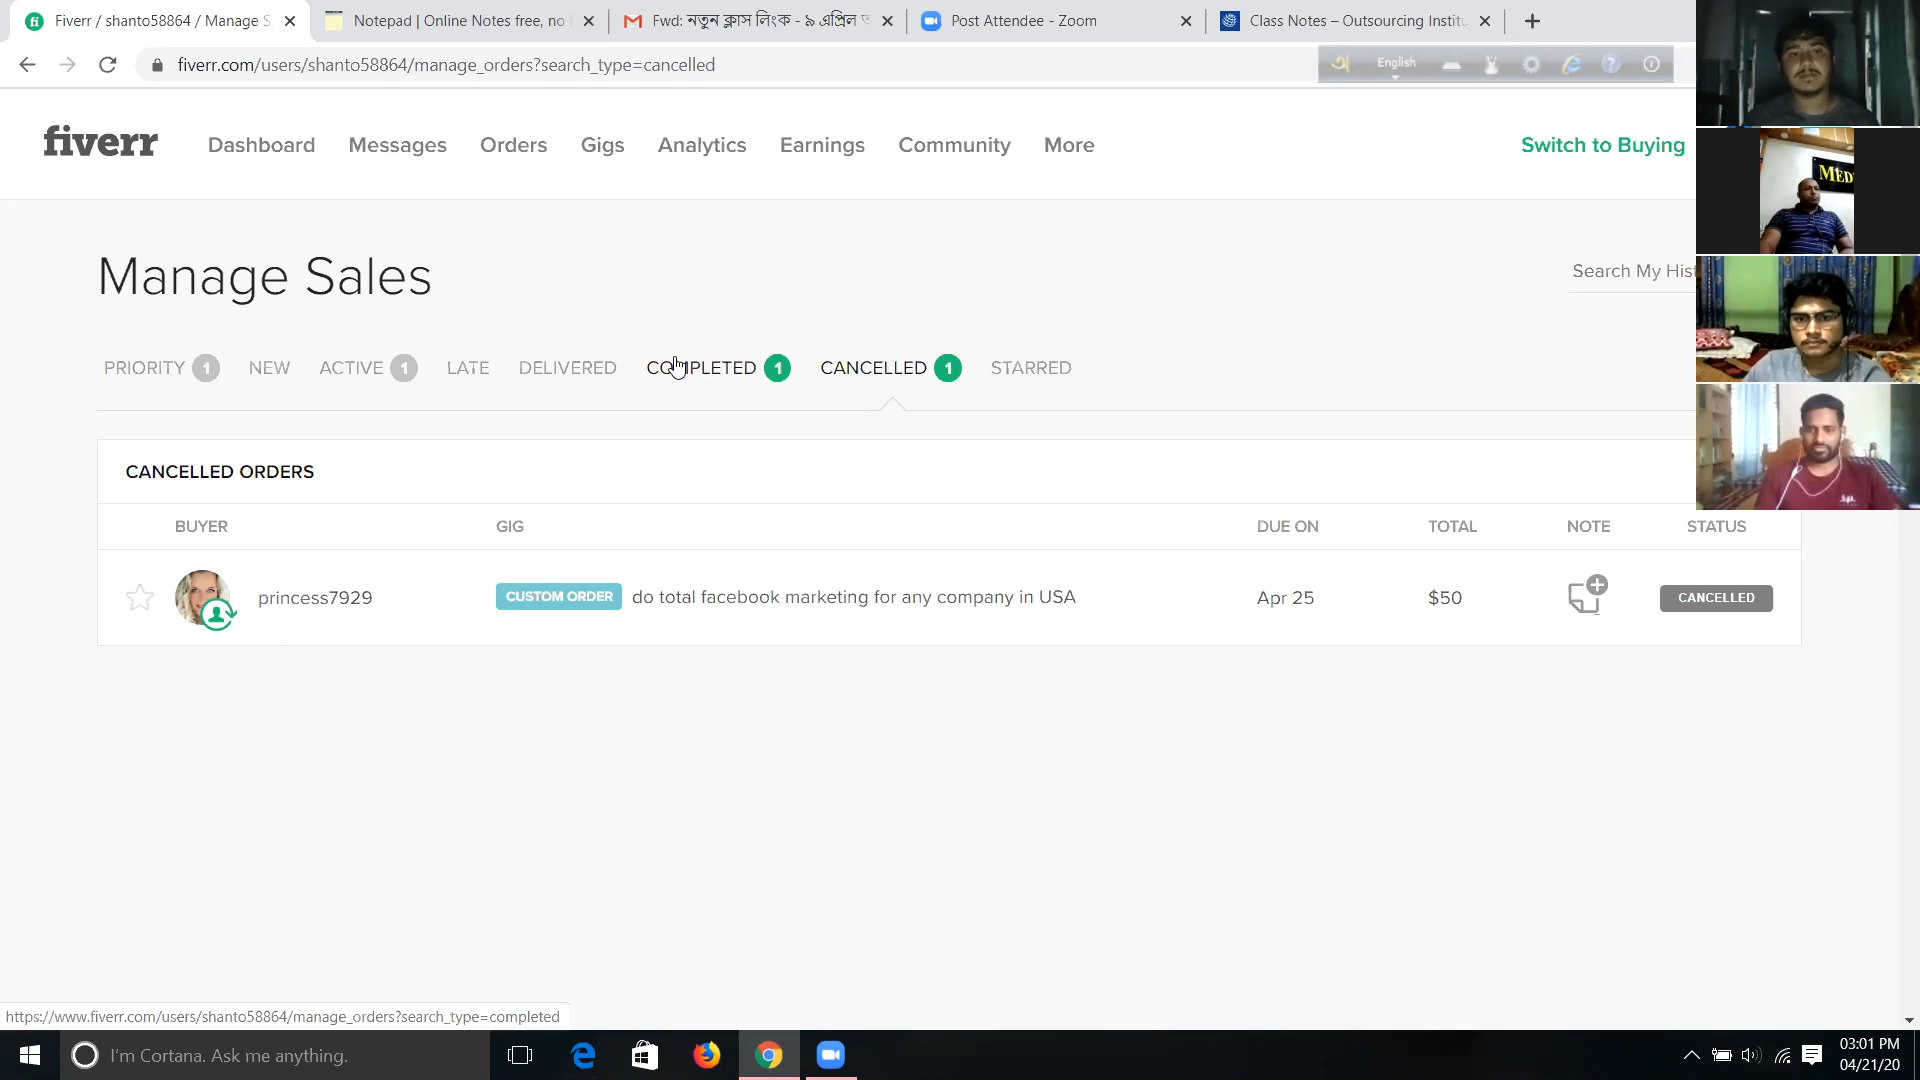 Fiverr / shanto58864 / Manage S
Notepad | Online Notes free, no
Fwd: নতুন ক্লাস লিংক - ৯ এপ্রিল
Post Attendee - Zoom
Class Notes – Outsourcing Institu
fiverr.com/users/shanto58864/manage_orders?search_type=cancelled
English
fiverr
Dashboard
Messages
Orders
Gigs
Analytics
Earnings
Community
More
Switch to Buying
MED
Manage Sales
Search My Hist
PRIORITY 1
NEW
ACTIVE 1
LATE
DELIVERED
COMPLETED 1
CANCELLED 1
STARRED
CANCELLED ORDERS
BUYER
GIG
DUE ON
TOTAL
NOTE
STATUS
princess7929
CUSTOM ORDER
do total facebook marketing for any company in USA
Apr 25
$50
CANCELLED
https://www.fiverr.com/users/shanto58864/manage_orders?search_type=completed
I'm Cortana. Ask me anything.
03:01 PM
04/21/20